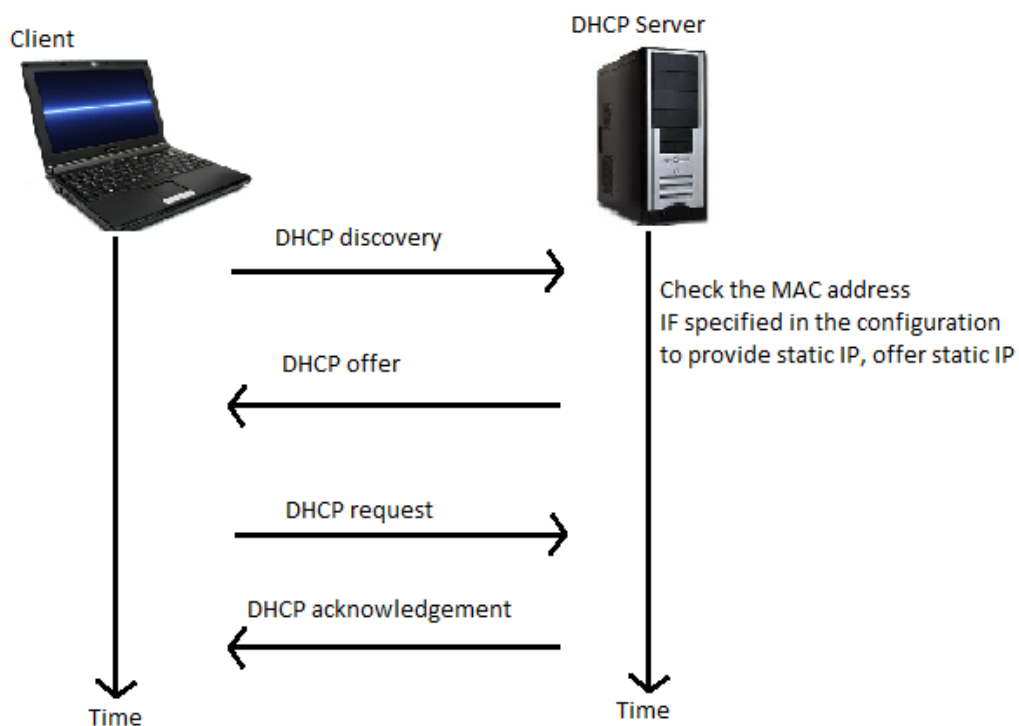 Client
DHCP Server
DHCP discovery
Check the MAC address
IF specified in the configuration
to provide static IP, offer static IP
DHCP offer
DHCP request
DHCP acknowledgement
Time
Time